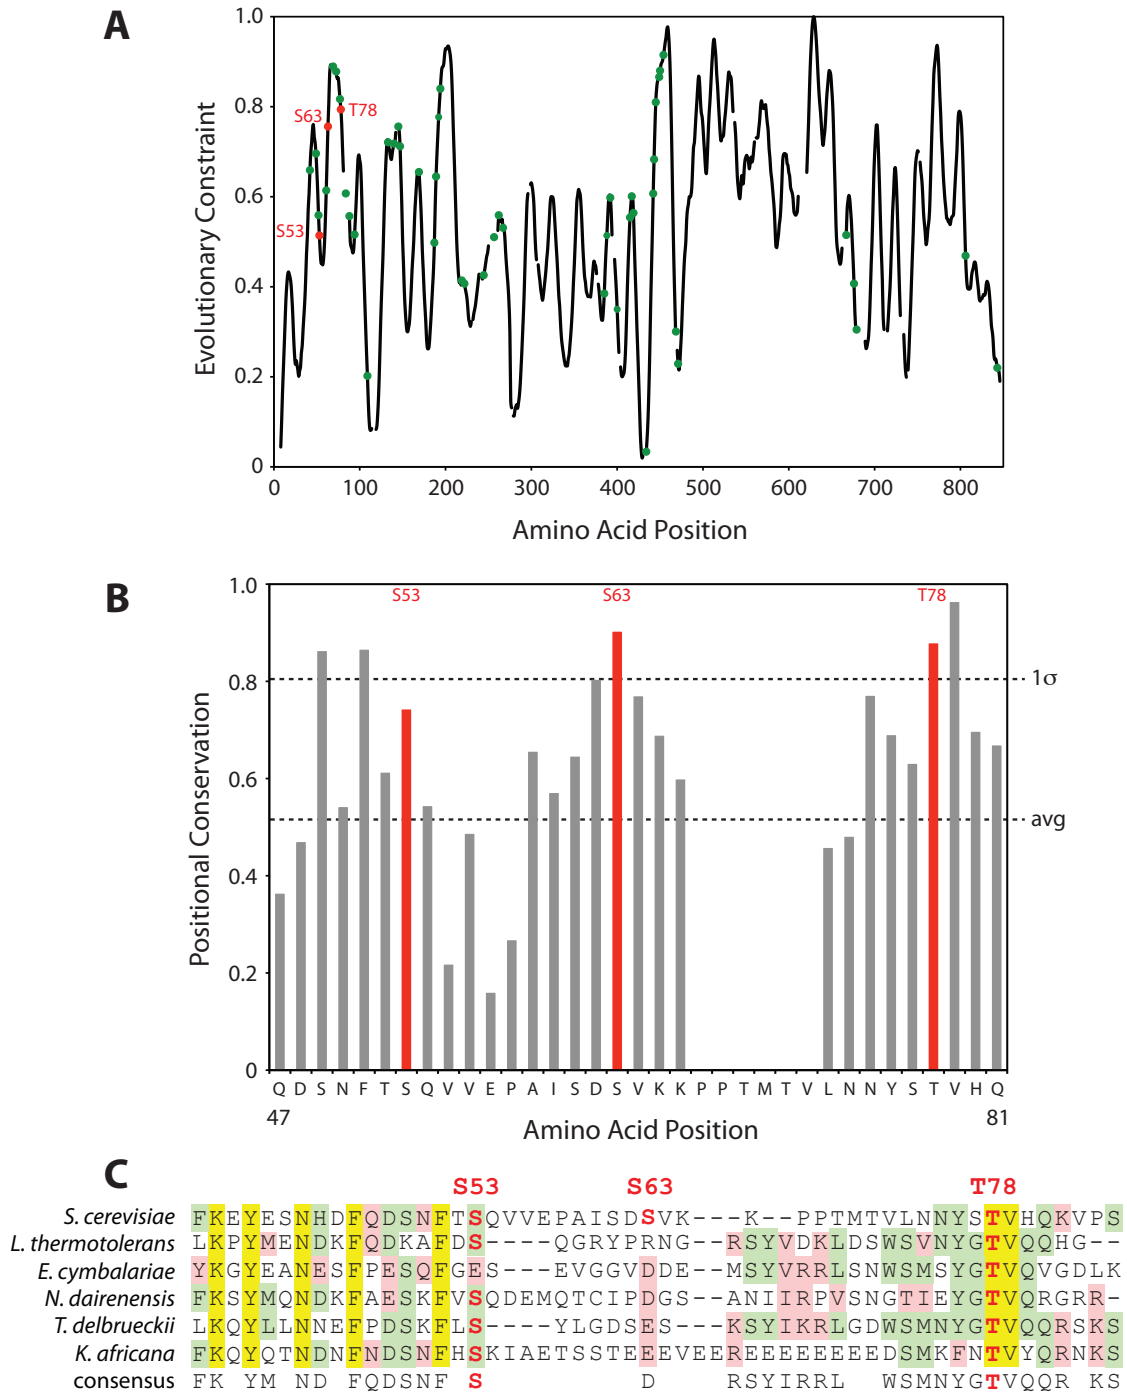 A
1.0
0.8
0.6
0.4
0.2
0
Evolutionary Constraint
S63
T78
S53
0 100 200 300 400 500 600 700 800
Amino Acid Position
B
1.0
0.8
0.6
0.4
0.2
0
Positional Conservation
S53 S63 T78
1σ
avg
Q D S N F T S Q V V E P A I S D S V K K P P T M T V L N N Y S T V H Q
47 81
Amino Acid Position
C
S53 S63 T78
S. cerevisiae FKEYESNHDFQDSNFTSQVVEPAISDSVK---K--PPTMTVLNNYSTVHQKVPS
L. thermotolerans LKPYMENDKFQDKAFDS----QGRYPRNG---RSYVDKLDSWSVNYGTVQQHG--
E. cymbalariae YKGYEANESFPESQFGES---EVGGVDDE---MSYVRRLSNWSMSYGTVQVGDLK
N. dairenensis FKSYMQNDKFAESKFVSQDEMQTCIPDGS--ANIIRPVSNGTIEYGTVQRGRR-
T. delbrueckii LKQYLLNNEFPDSKFLS----YLGDSES---KSYIKRLGDWSMNYGTVQQRSKS
K. africana FKQYQTNDNFNDSNFHSKIAETSSTEEEVEEREEEEEEEEDSMKFNTVYQRNKS
consensus FK YM ND FQDSNF S D RSYIRRL WSMNYGTVQQR KS